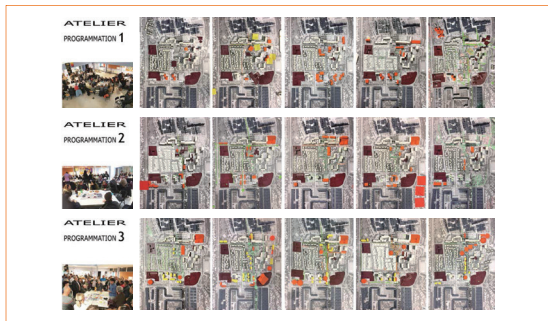 ATELIER
PROGRAMMATION 1
ATELIER
PROGRAMMATION 2
ATELIER
PROGRAMMATION 3